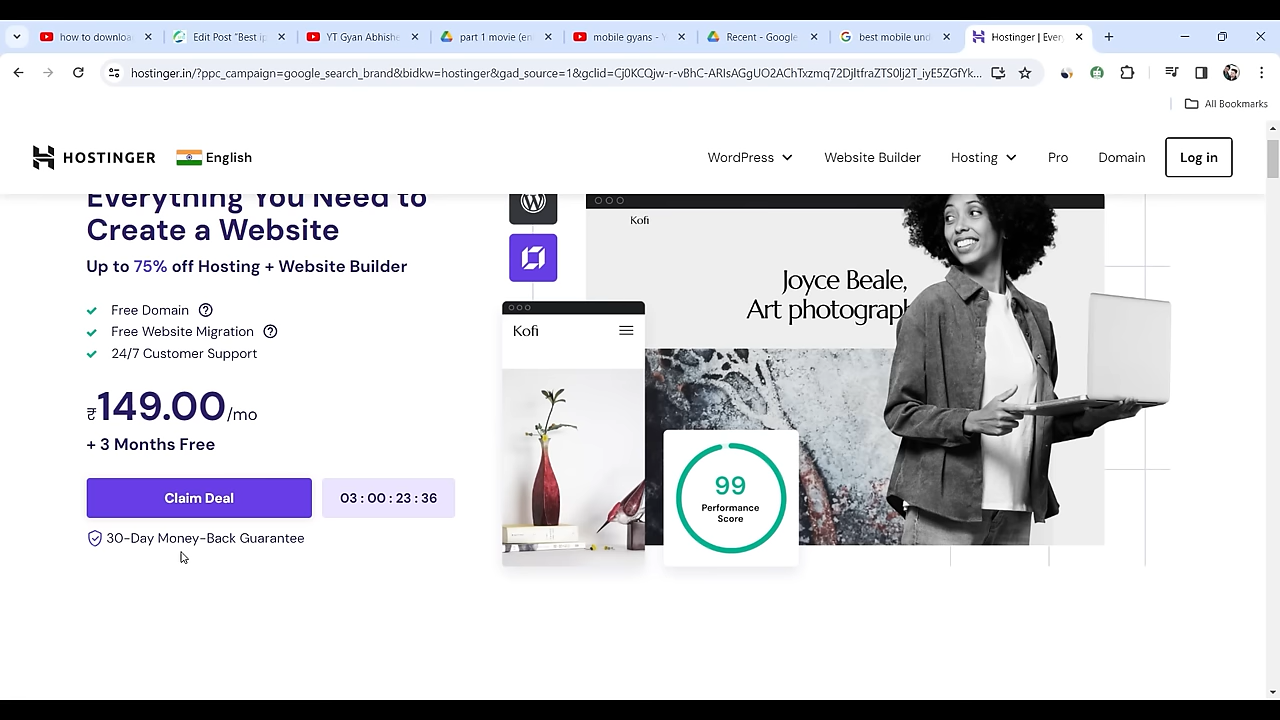 how to downloa
Edit Post "Best ip
YT Gyan Abhishe
part 1 movie (en
mobile gyans - Y
Recent - Google
best mobile und
Hostinger | Ever
hostinger.in/?ppc_campaign=google_search_brand&bidkw=hostinger&gad_source=1&gclid=Cj0KCQjw-r-vBhC-ARIsAGgUO2AChTxzmq72DjltfraZTS0lj2T_iyE5ZGfYk...
All Bookmarks
HOSTINGER
English
WordPress
Website Builder
Hosting
Pro
Domain
Log in
Everything You Need to
Create a Website
Up to 75% off Hosting + Website Builder
Free Domain
Free Website Migration
24/7 Customer Support
₹149.00/mo
+ 3 Months Free
Claim Deal
03 : 00 : 23 : 36
30-Day Money-Back Guarantee
Kofi
Joyce Beale,
Art photograph
Kofi
99
Performance
Score